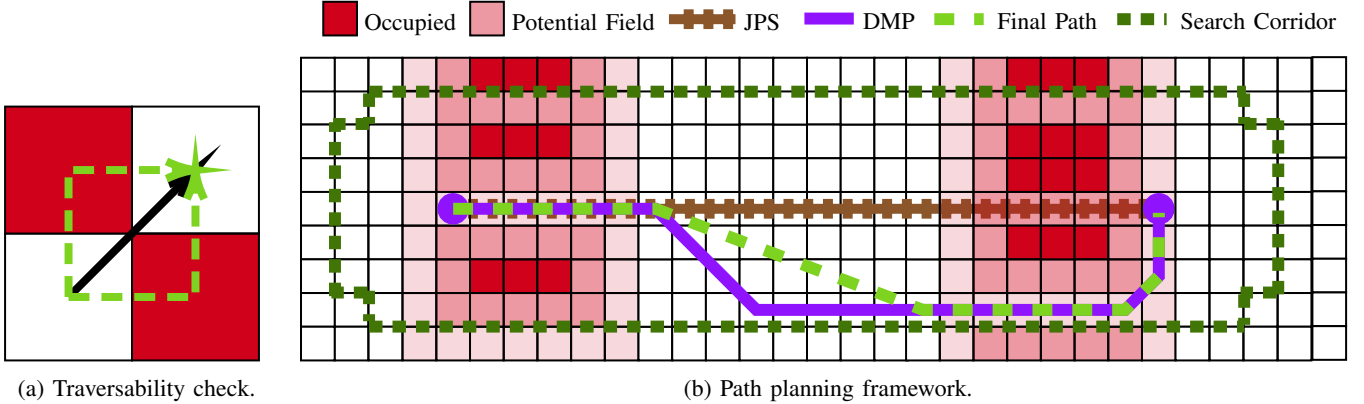 Occupied Potential Field JPS DMP Final Path Search Corridor
(a) Traversability check.
(b) Path planning framework.